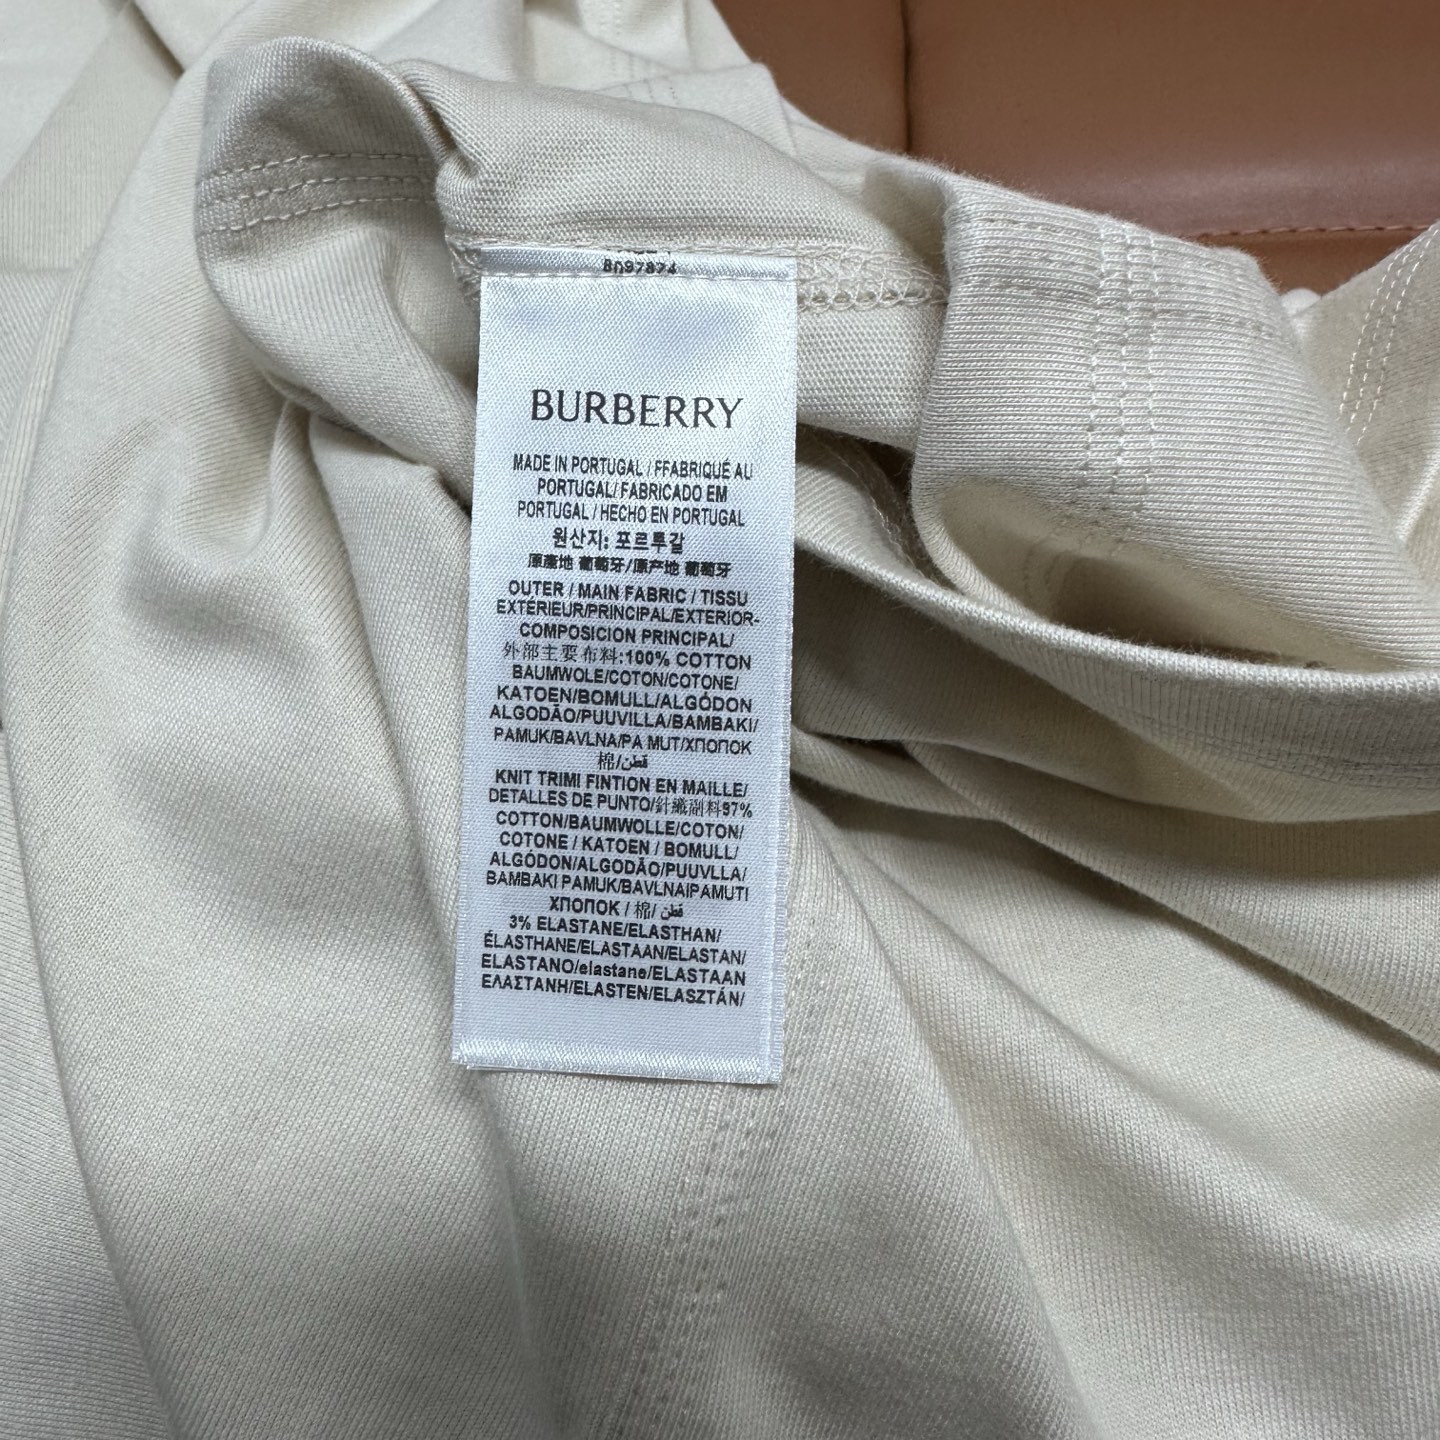 8097874
BURBERRY
MADE IN PORTUGAL / FFABRIQUÉ AU
PORTUGAL/ FABRICADO EM
PORTUGAL / HECHO EN PORTUGAL
원산지: 포르투갈
原產地 葡萄牙/原产地 葡萄牙
OUTER / MAIN FABRIC / TISSU
EXTÉRIEUR/PRINCIPAL/EXTERIOR-
COMPOSICION PRINCIPAL/
外部主要布料:100% COTTON
BAUMWOLE/COTON/COTONE/
KATOEN/BOMULL/ALGÓDON
ALGODÃO/PUUVILLA/BAMBAKI/
PAMUK/BAVLNA/PA MUT/ХПОПОК
棉/قطن
KNIT TRIMI FINTION EN MAILLE/
DETALLES DE PUNTO/針織副料97%
COTTON/BAUMWOLLE/COTON/
COTONE / KATOEN / BOMULL/
ALGÓDON/ALGODÃO/PUUVLLA/
BAMBAKI PAMUK/BAVLNAIPAMUTI
ХПОПОК / 棉/ قطن
3% ELASTANE/ELASTHAN/
ÉLASTHANE/ELASTAAN/ELASTAN/
ELASTANO/elastane/ELASTAAN
ΕΛΑΣΤΑΝΗ/ELASTEN/ELASZTÁN/